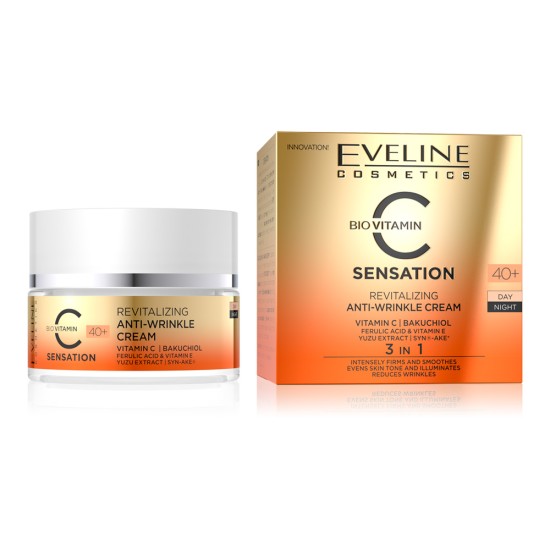 BIO VITAMIN
C
40+
SENSATION
REVITALIZING
ANTI-WRINKLE
CREAM
VITAMIN C | BAKUCHIOL
FERULIC ACID & VITAMIN E
YUZU EXTRACT | SYN®-AKE
DAY
NIGHT
INNOVATION!
EVELINE
COSMETICS
BIO VITAMIN
C
SENSATION
40+
DAY
NIGHT
REVITALIZING
ANTI-WRINKLE CREAM
VITAMIN C | BAKUCHIOL
FERULIC ACID & VITAMIN E
YUZU EXTRACT | SYN®-AKE
3 IN 1
INTENSELY FIRMS AND SMOOTHES
EVENS SKIN TONE AND ILLUMINATES
REDUCES WRINKLES